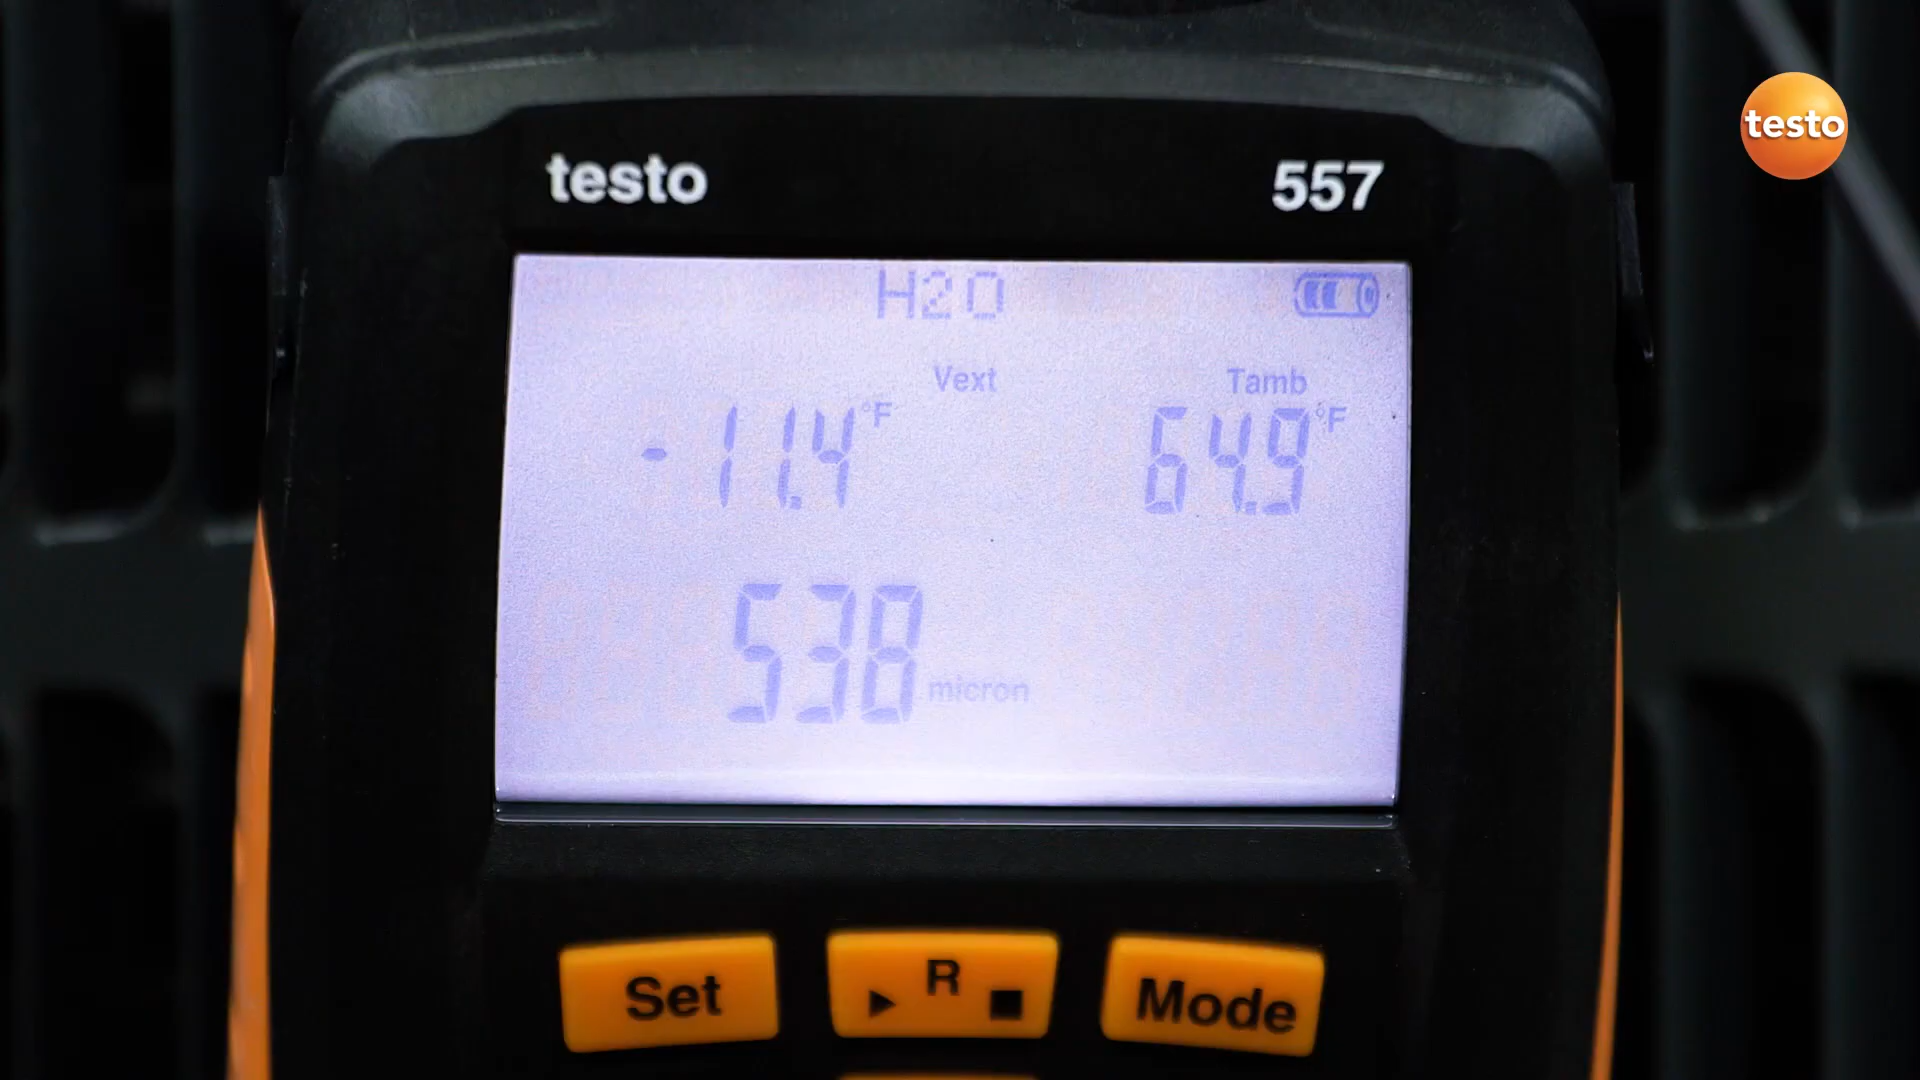 testo
testo 557
H2O
Vext Tamb
-11.4 °F 64.9 °F
538 micron
Set R Mode